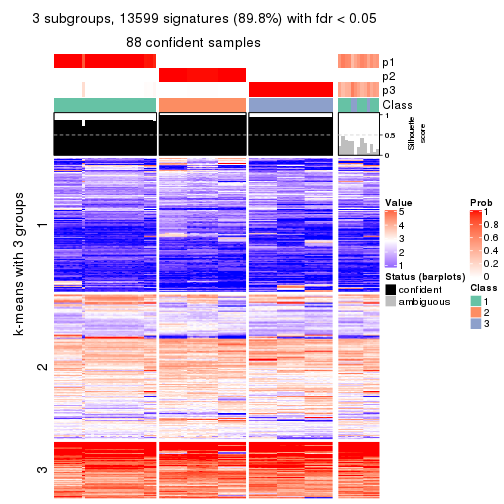 3 subgroups, 13599 signatures (89.8%) with fdr < 0.05
88 confident samples
p1
p2
p3
Class
1
0.5
0
Silhouette
score
k-means with 3 groups
1
2
3
Value
5
4
3
2
1
Status (barplots)
confident
ambiguous
Prob
1
0.8
0.6
0.4
0.2
0
Class
1
2
3